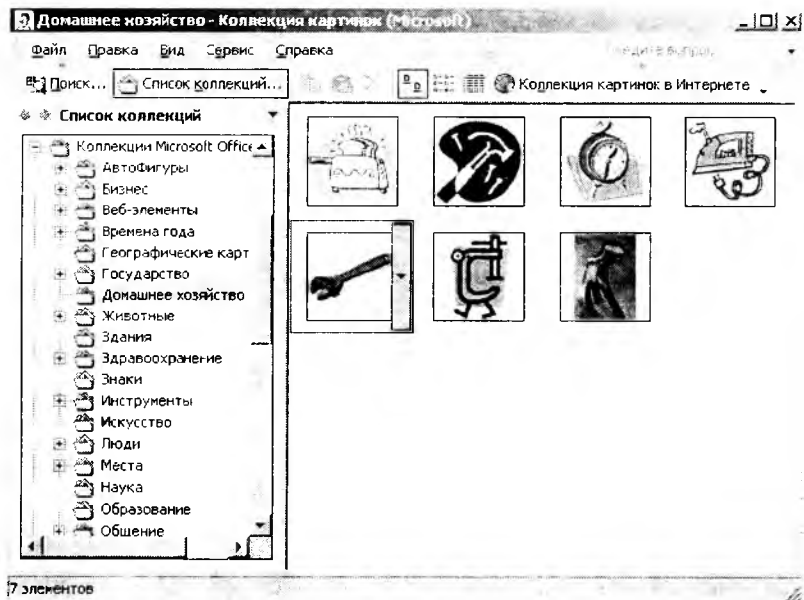 Домашнее хозяйство - Коллекция картинок (Microsoft)
Файл Правка Вид Сервис Справка
Поиск... Список коллекций... Коллекция картинок в Интернете
Список коллекций
Коллекции Microsoft Office
АвтоФигуры
Бизнес
Веб-элементы
Времена года
Географические карт
Государство
Домашнее хозяйство
Животные
Здания
Здравоохранение
Знаки
Инструменты
Искусство
Люди
Места
Наука
Образование
Общение
7 элементов